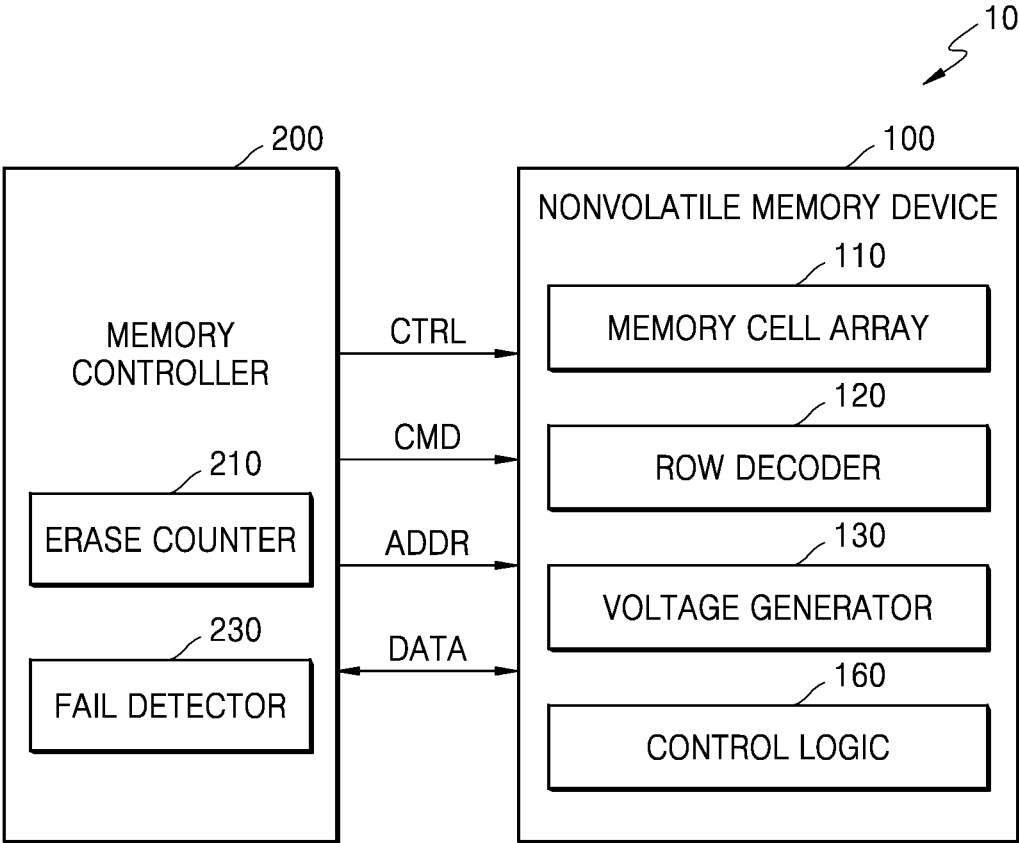 10
200
100
MEMORY
CONTROLLER
210
ERASE COUNTER
230
FAIL DETECTOR
CTRL
CMD
ADDR
DATA
NONVOLATILE MEMORY DEVICE
110
MEMORY CELL ARRAY
120
ROW DECODER
130
VOLTAGE GENERATOR
160
CONTROL LOGIC